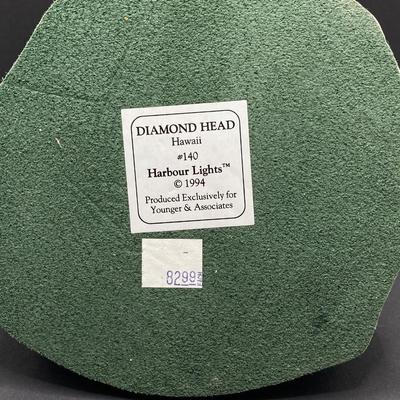 DIAMOND HEAD
Hawaii
#140
Harbour Lights™
© 1994
Produced Exclusively for
Younger & Associates
8299